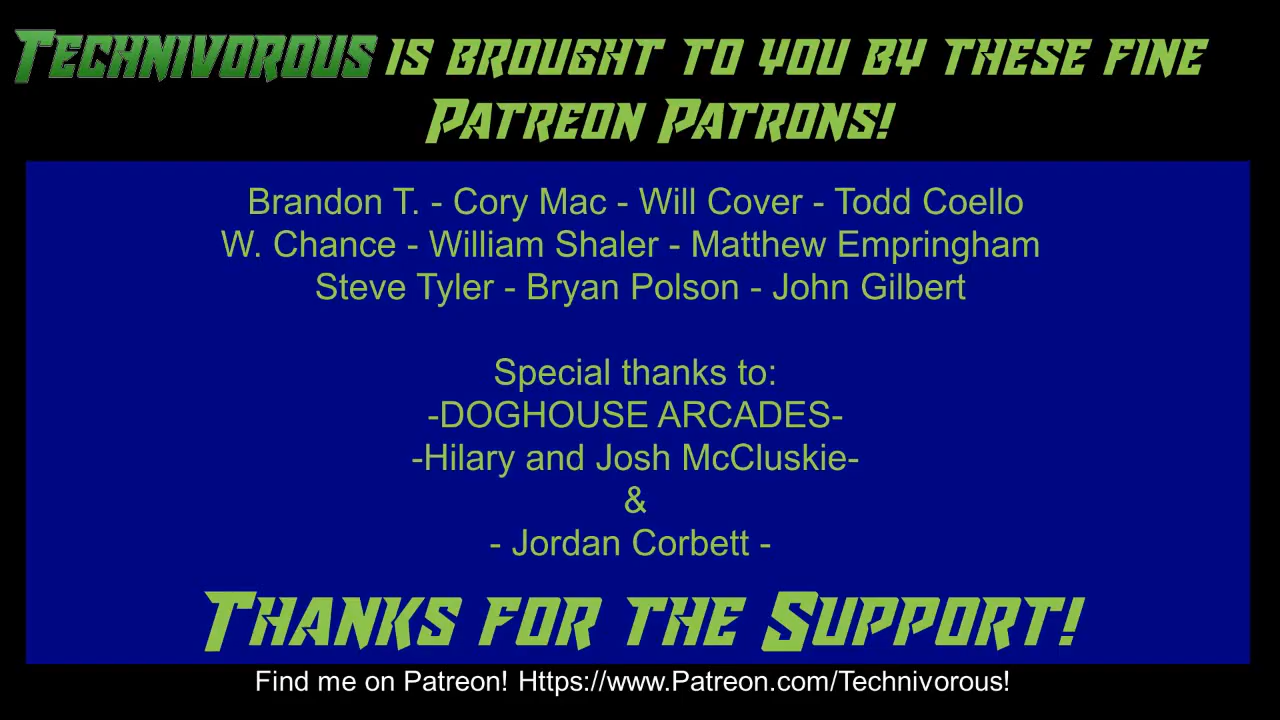 Technivorous is brought to you by these fine
Patreon Patrons!
Brandon T. - Cory Mac - Will Cover - Todd Coello
W. Chance - William Shaler - Matthew Empringham
Steve Tyler - Bryan Polson - John Gilbert
Special thanks to:
-DOGHOUSE ARCADES-
-Hilary and Josh McCluskie-
&
- Jordan Corbett -
Thanks for the Support!
Find me on Patreon! Https://www.Patreon.com/Technivorous!